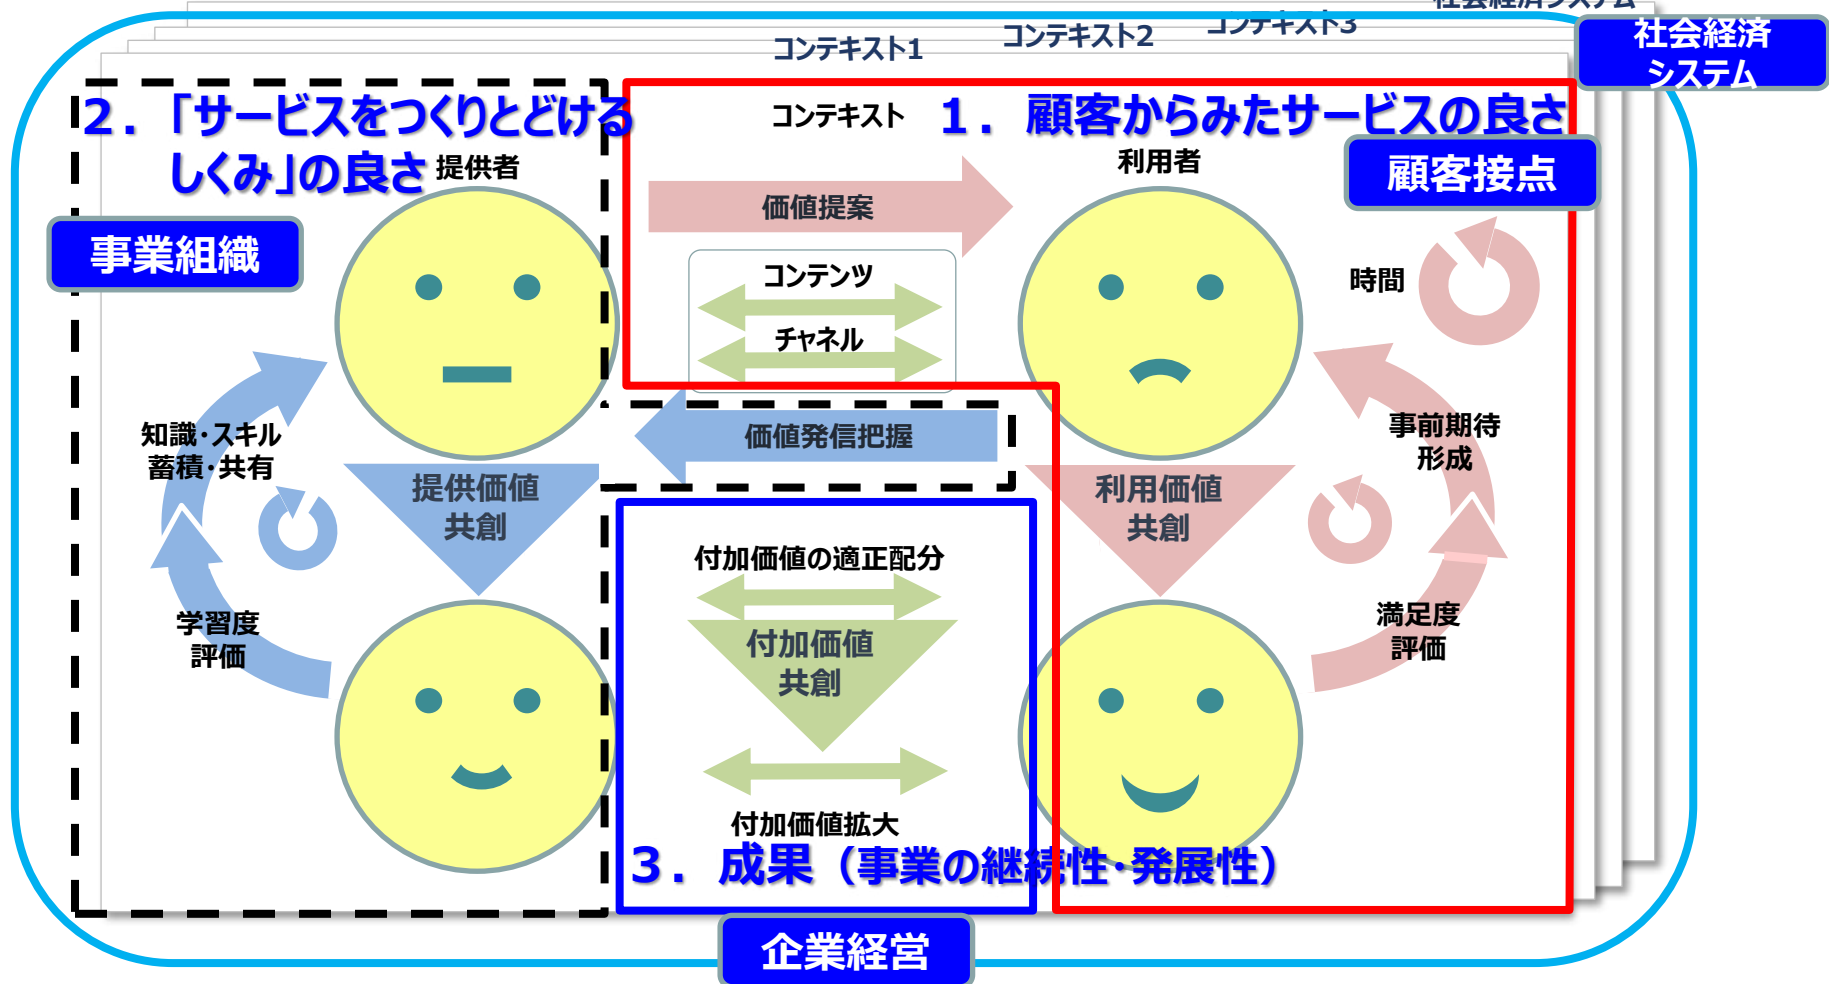 社会経済システム
コンテキスト3
コンテキスト2
コンテキスト1
社会経済
システム
2.「サービスをつくりとどける
しくみ」の良さ
提供者
コンテキスト
1. 顧客からみたサービスの良さ
利用者
顧客接点
価値提案
事業組織
コンテンツ
時間
チャネル
知識・スキル
蓄積・共有
価値発信把握
事前期待
形成
提供価値
共創
利用価値
共創
付加価値の適正配分
学習度
評価
付加価値
共創
満足度
評価
付加価値拡大
3. 成果（事業の継続性・発展性）
企業経営